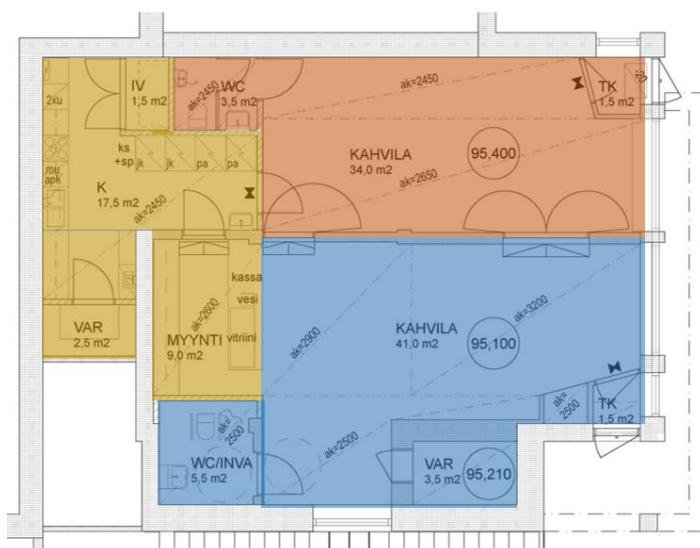 IV
1,5 m2
WC
3,5 m2
ak=2450
ak=2450
-20
TK
1,5 m2
2xu
ks
+sp
jk
jk
pa
pa
mu
apk
K
17,5 m2
ak=2450
KAHVILA
34,0 m2
ak=2650
95,400
kassa
vesi
vitriini
ak=2600
MYYNTI
9,0 m2
VAR
2,5 m2
ak=2900
KAHVILA
41,0 m2
ak=3200
95,100
ak=
2500
TK
1,5 m2
ak=
2500
WC/INVA
5,5 m2
ak=2500
VAR
3,5 m2
95,210